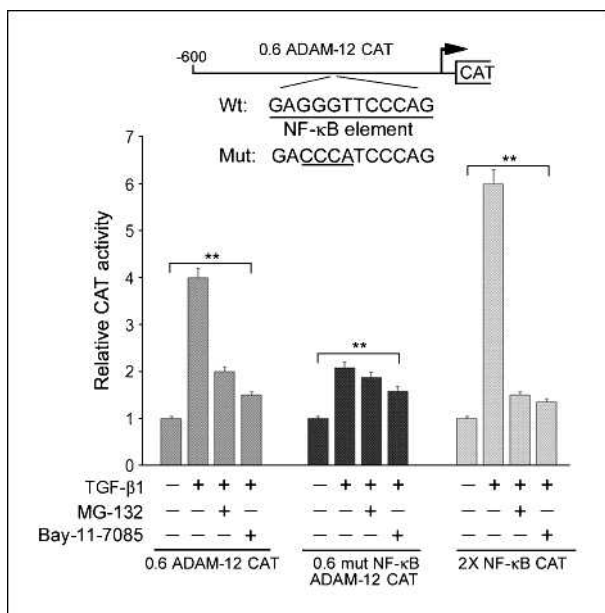 0.6 ADAM-12 CAT
-600
CAT
Wt: GAGGGTTCCCAG
NF-κB element
Mut: GACCCATCCCAG
Relative CAT activity
7
6
5
4
3
2
1
0
**
**
**
TGF-β1 – + + + – + + + – + + +
MG-132 – – + – – – + – – – + –
Bay-11-7085 – – – + – – – + – – – +
0.6 ADAM-12 CAT
0.6 mut NF-κB
ADAM-12 CAT
2X NF-κB CAT